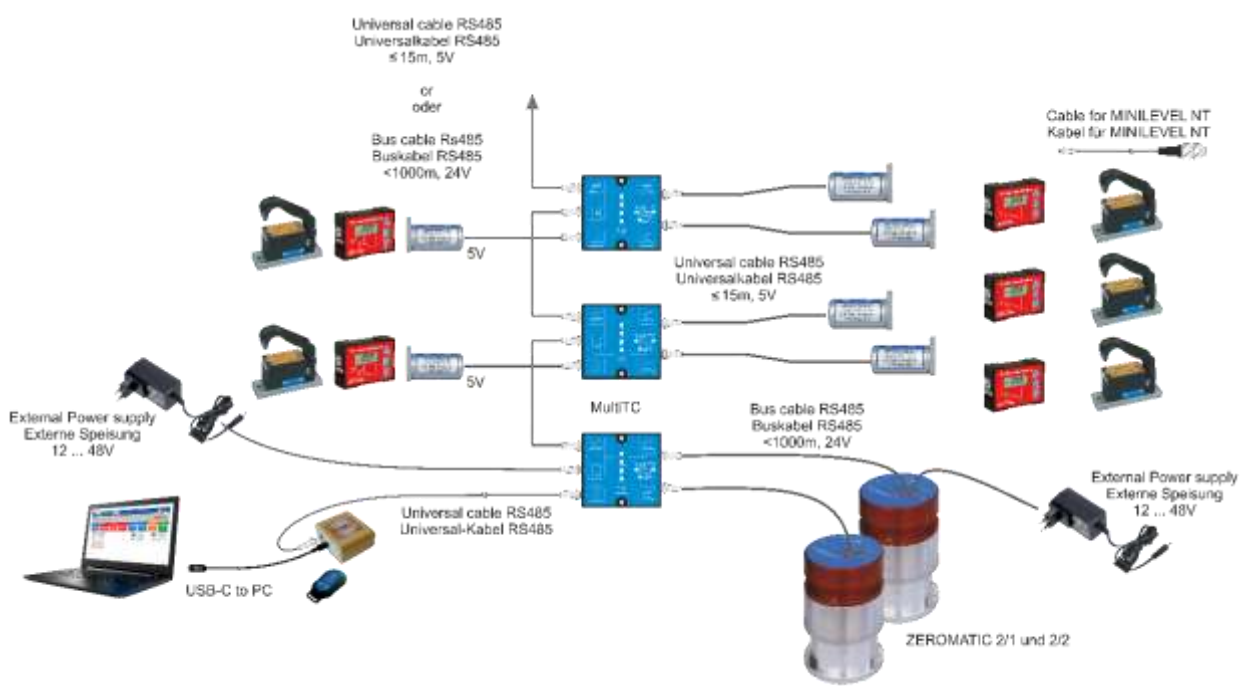 Universal cable RS485
Universalkabel RS485
≤ 15m, 5V
or
oder
Bus cable Rs485
Buskabel RS485
<1000m, 24V
Cable for MINILEVEL NT
Kabel für MINILEVEL NT
5V
Universal cable RS485
Universalkabel RS485
≤ 15m, 5V
5V
MultiTC
External Power supply
Externe Speisung
12 ... 48V
Bus cable RS485
Buskabel RS485
<1000m, 24V
External Power supply
Externe Speisung
12 ... 48V
Universal cable RS485
Universal-Kabel RS485
USB-C to PC
ZEROMATIC 2/1 und 2/2